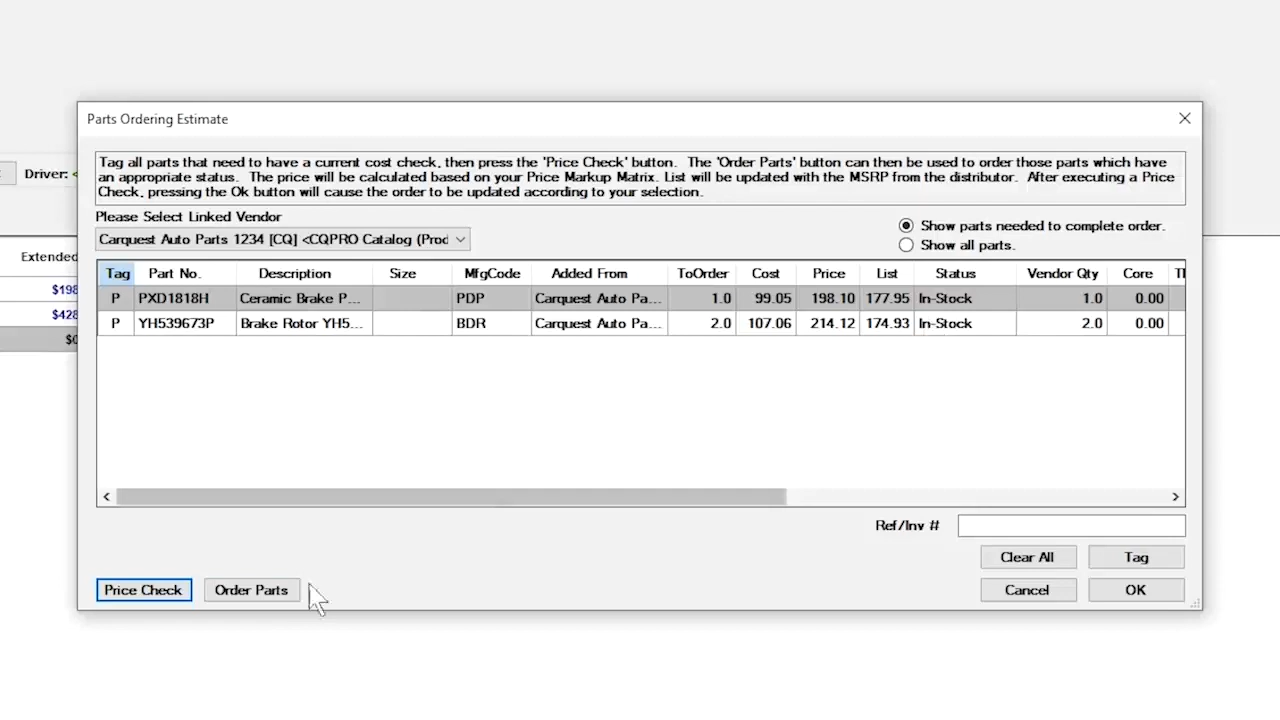 Parts Ordering Estimate
Tag all parts that need to have a current cost check, then press the 'Price Check' button. The 'Order Parts' button can then be used to order those parts which have
an appropriate status. The price will be calculated based on your Price Markup Matrix. List will be updated with the MSRP from the distributor. After executing a Price
Check, pressing the Ok button will cause the order to be updated according to your selection.
Driver: <
Please Select Linked Vendor
Show parts needed to complete order.
Carquest Auto Parts 1234 [CQ] <CQPRO Catalog (Prod
Show all parts.
Extended
Tag Part No. Description Size MfgCode Added From ToOrder Cost Price List Status Vendor Qty Core
$198
P PXD1818H Ceramic Brake P... PDP Carquest Auto Pa... 1.0 99.05 198.10 177.95 In-Stock 1.0 0.00
$428
P YH539673P Brake Rotor YH5... BDR Carquest Auto Pa... 2.0 107.06 214.12 174.93 In-Stock 2.0 0.00
$0
Ref/Inv #
Clear All Tag
Price Check Order Parts Cancel OK